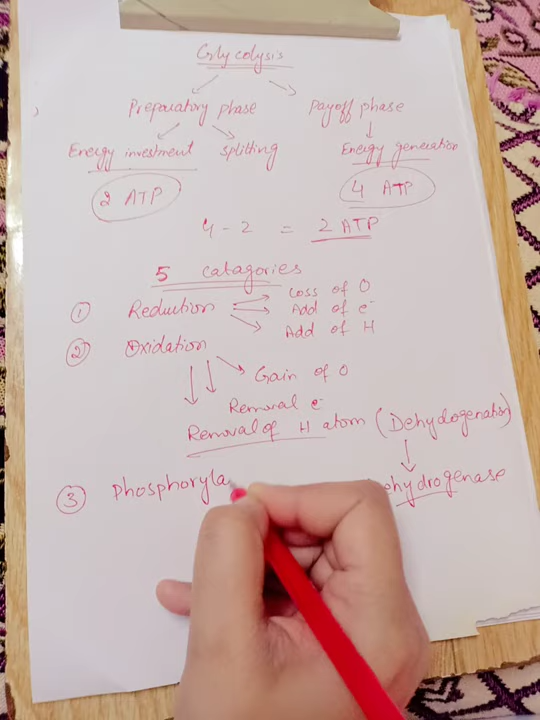 Glycolysis
Preparatory phase Payoff phase
Energy investment splitting Energy generation
2 ATP 4 ATP
4 - 2 = 2 ATP
5 catagories
① Reduction Loss of O
Add of e⁻
Add of H
② Oxidation
Gain of O
Removal e⁻
Removal of H atom (Dehydogenation)
③ Phosphoryla hydrogenase